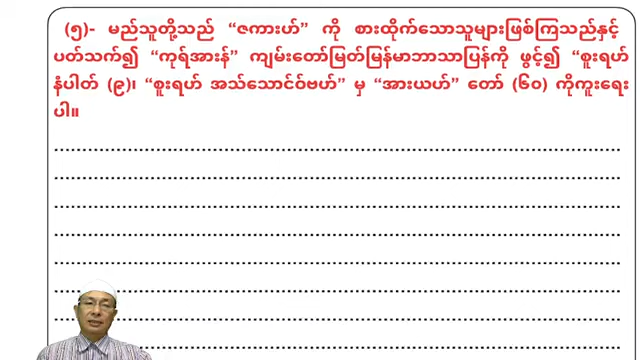 (၅)- မည်သူတို့သည် “ဇကားဟ်” ကို စားထိုက်သောသူများဖြစ်ကြသည်နှင့်
ပတ်သက်၍ “ကုရ်အားန်” ကျမ်းတော်မြတ်မြန်မာဘာသာပြန်ကို ဖွင့်၍ “စူးရဟ်
နံပါတ် (၉)၊ “စူးရဟ် အသ်သောင်ဝ်ဗဟ်” မှ “အားယဟ်” တော် (၆၀) ကိုကူးရေး
ပါ။